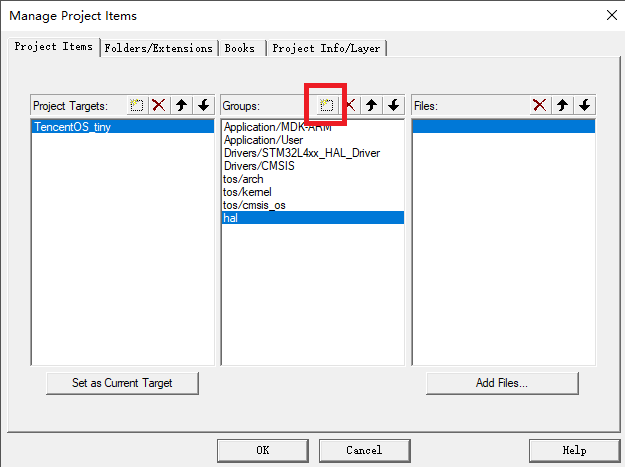 Manage Project Items
Project Items
Folders/Extensions
Books
Project Info/Layer
Project Targets:
Groups:
Files:
TencentOS_tiny
Application/MDK-ARM
Application/User
Drivers/STM32L4xx_HAL_Driver
Drivers/CMSIS
tos/arch
tos/kernel
tos/cmsis_os
hal
Set as Current Target
Add Files...
OK
Cancel
Help